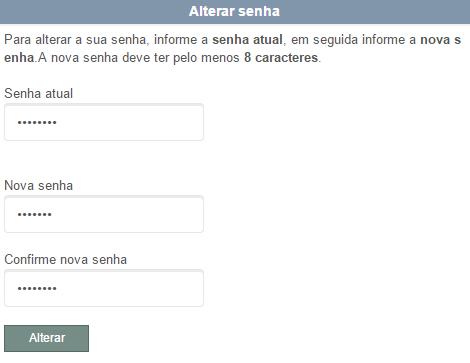 Alterar senha
Para alterar a sua senha, informe a senha atual, em seguida informe a nova s
enha.A nova senha deve ter pelo menos 8 caracteres.
Senha atual
••••••••
Nova senha
•••••••
Confirme nova senha
••••••••
Alterar